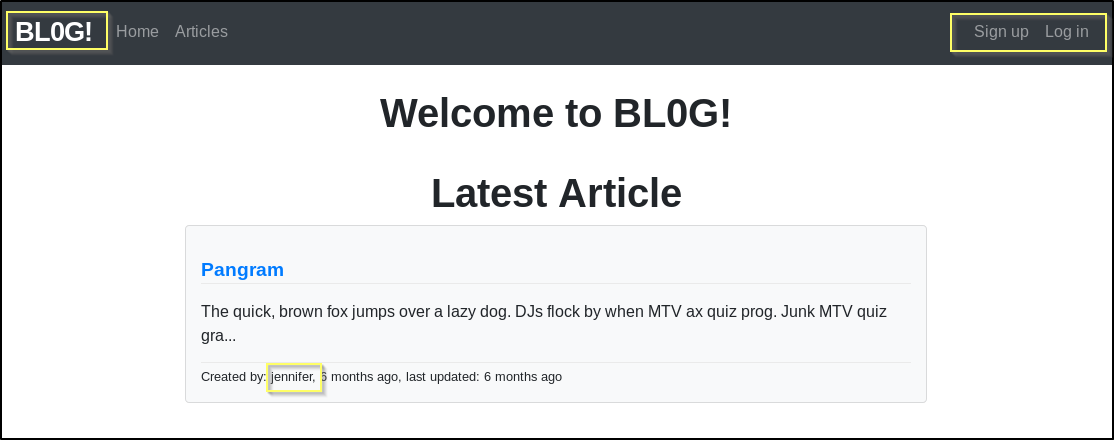 BL0G! Home Articles Sign up Log in
Welcome to BL0G!
Latest Article
Pangram
The quick, brown fox jumps over a lazy dog. DJs flock by when MTV ax quiz prog. Junk MTV quiz
gra...
Created by: jennifer, 6 months ago, last updated: 6 months ago